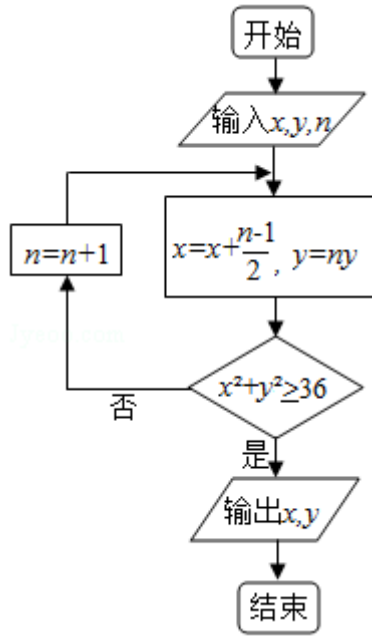 开始
输入x,y,n
x=x+\frac{n-1}{2}, y=ny
n=n+1
x²+y²≥36
否
是
输出x,y
结束